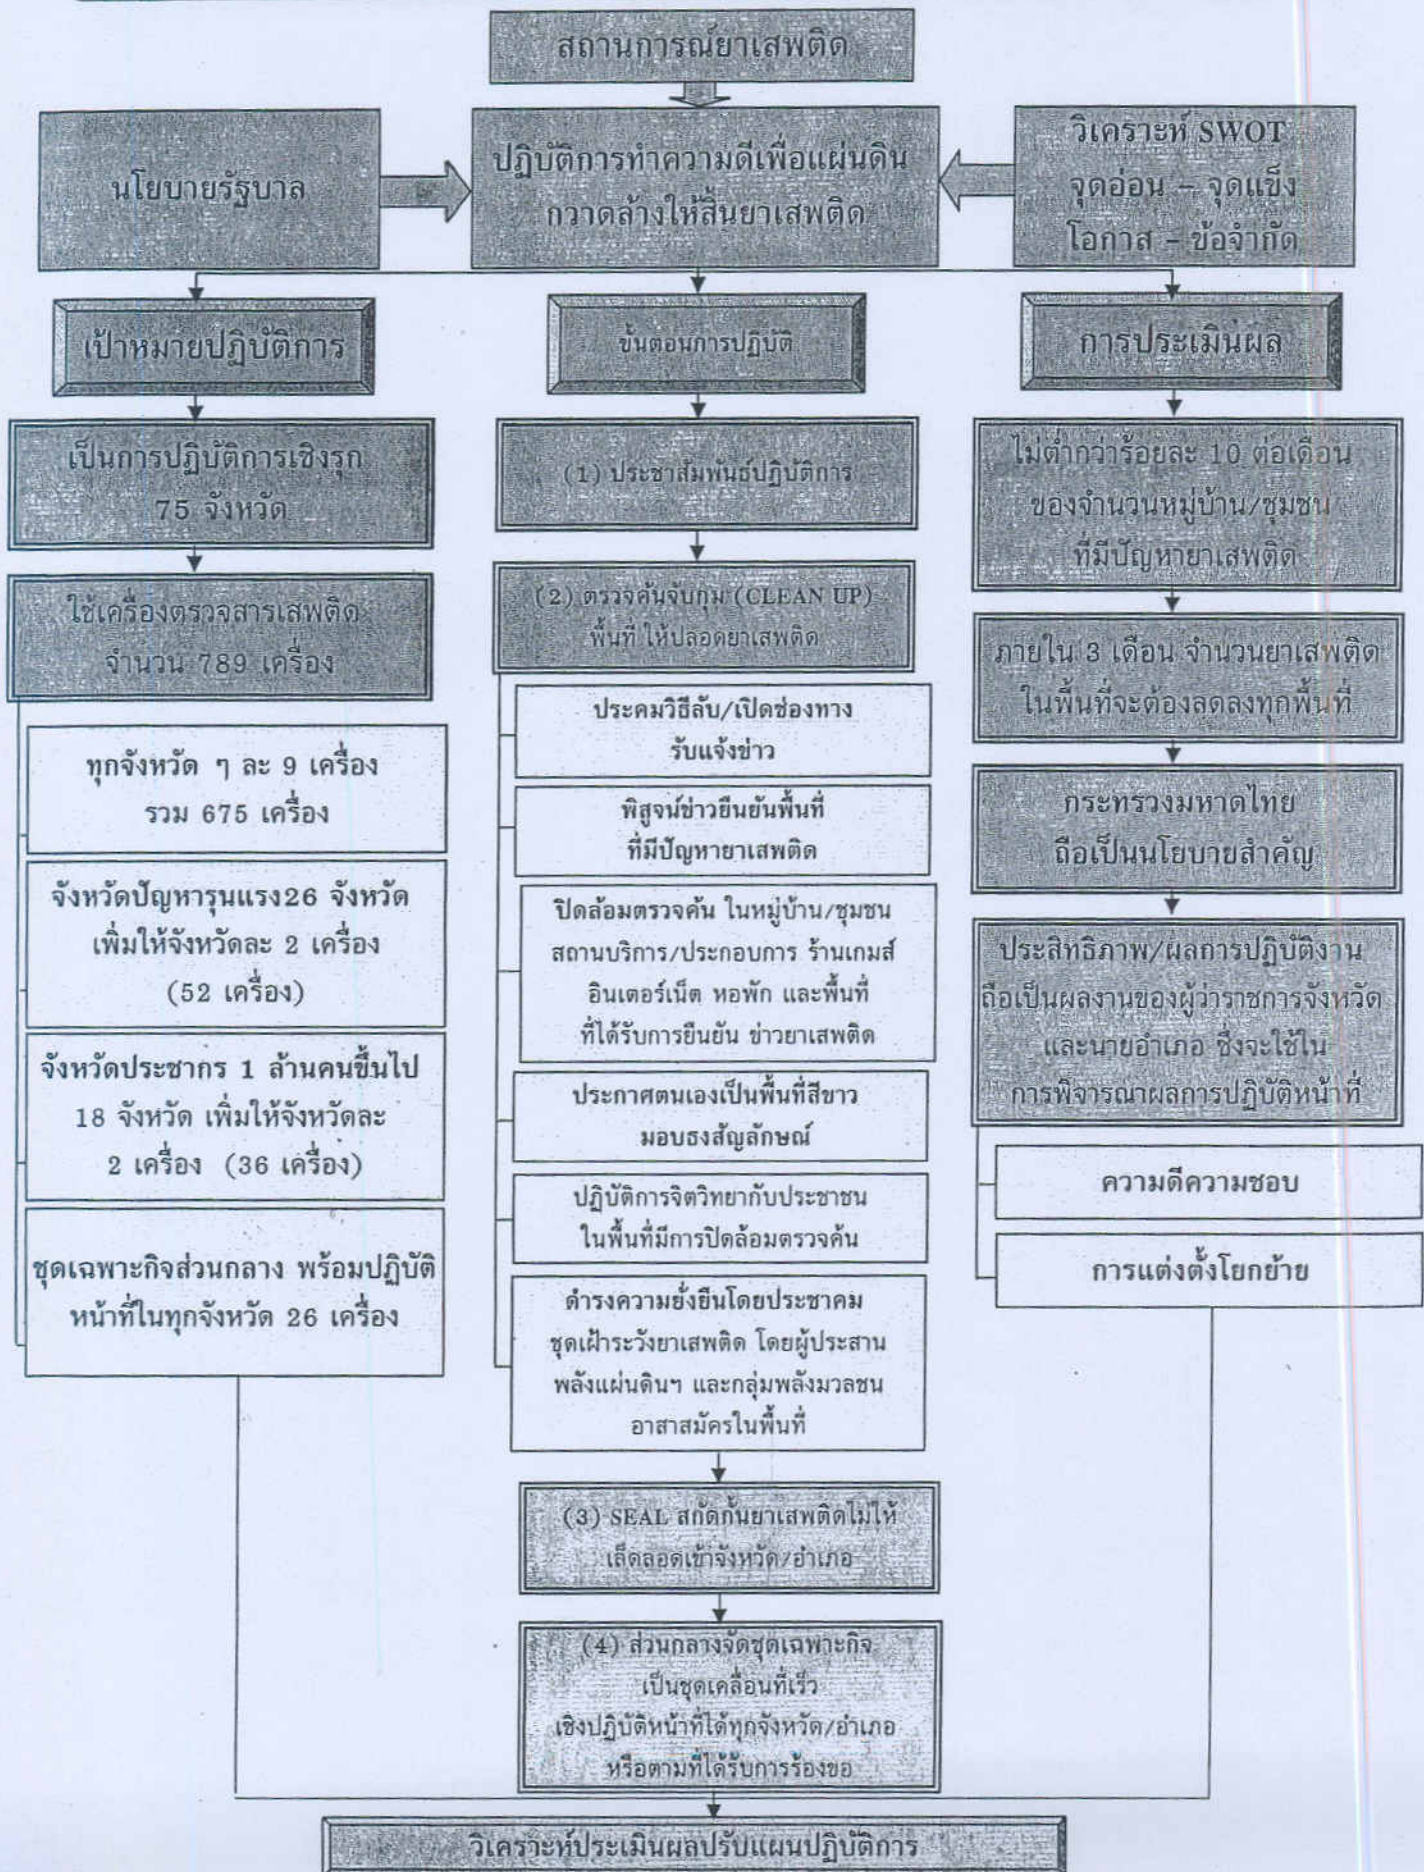 สถานการณ์ยาเสพติด
นโยบายรัฐบาล
ปฏิบัติการทำความดีเพื่อแผ่นดิน
กวาดล้างให้สิ้นยาเสพติด
วิเคราะห์ SWOT
จุดอ่อน – จุดแข็ง
โอกาส – ข้อจำกัด
เป้าหมายปฏิบัติการ
เป็นการปฏิบัติการเชิงรุก
75 จังหวัด
ใช้เครื่องตรวจสารเสพติด
จำนวน 789 เครื่อง
ทุกจังหวัด ๆ ละ 9 เครื่อง
รวม 675 เครื่อง
จังหวัดปัญหารุนแรง26 จังหวัด
เพิ่มให้จังหวัดละ 2 เครื่อง
(52 เครื่อง)
จังหวัดประชากร 1 ล้านคนขึ้นไป
18 จังหวัด เพิ่มให้จังหวัดละ
2 เครื่อง (36 เครื่อง)
ชุดเฉพาะกิจส่วนกลาง พร้อมปฏิบัติ
หน้าที่ในทุกจังหวัด 26 เครื่อง
ขั้นตอนการปฏิบัติ
(1) ประชาสัมพันธ์ปฏิบัติการ
(2) ตรวจค้นจับกุม (CLEAN UP)
พื้นที่ ให้ปลอดยาเสพติด
ประคมวิธีลับ/เปิดช่องทาง
รับแจ้งข่าว
พิสูจน์ข่าวยืนยันพื้นที่
ที่มีปัญหายาเสพติด
ปิดล้อมตรวจค้น ในหมู่บ้าน/ชุมชน
สถานบริการ/ประกอบการ ร้านเกมส์
อินเตอร์เน็ต หอพัก และพื้นที่
ที่ได้รับการยืนยัน ข่าวยาเสพติด
ประกาศตนเองเป็นพื้นที่สีขาว
มอบธงสัญลักษณ์
ปฏิบัติการจิตวิทยากับประชาชน
ในพื้นที่มีการปิดล้อมตรวจค้น
ดำรงความยั่งยืนโดยประชาคม
ชุดเฝ้าระวังยาเสพติด โดยผู้ประสาน
พลังแผ่นดินฯ และกลุ่มพลังมวลชน
อาสาสมัครในพื้นที่
(3) SEAL สกัดกั้นยาเสพติดไม่ให้
เล็ดลอดเข้าจังหวัด/อำเภอ
(4) ส่วนกลางจัดชุดเฉพาะกิจ
เป็นชุดเคลื่อนที่เร็ว
เชิงปฏิบัติหน้าที่ได้ทุกจังหวัด/อำเภอ
หรือตามที่ได้รับการร้องขอ
การประเมินผล
ไม่ต่ำกว่าร้อยละ 10 ต่อเดือน
ของจำนวนหมู่บ้าน/ชุมชน
ที่มีปัญหายาเสพติด
ภายใน 3 เดือน จำนวนยาเสพติด
ในพื้นที่จะต้องลดลงทุกพื้นที่
กระทรวงมหาดไทย
ถือเป็นนโยบายสำคัญ
ประสิทธิภาพ/ผลการปฏิบัติงาน
ถือเป็นผลงานของผู้ว่าราชการจังหวัด
และนายอำเภอ ซึ่งจะใช้ใน
การพิจารณาผลการปฏิบัติหน้าที่
ความดีความชอบ
การแต่งตั้งโยกย้าย
วิเคราะห์ประเมินผลปรับแผนปฏิบัติการ